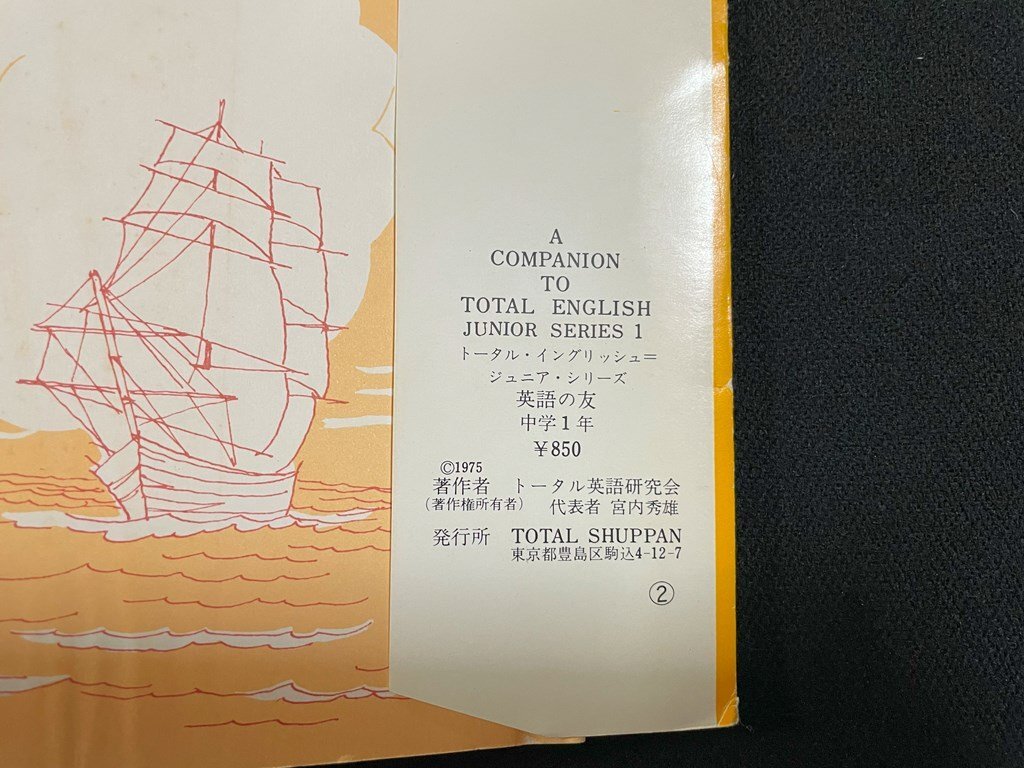 A
COMPANION
TO
TOTAL ENGLISH
JUNIOR SERIES 1
トータル・イングリッシュ＝
ジュニア・シリーズ
英語の友
中学1年
￥850
©1975
著作者 トータル英語研究会
(著作権所有者) 代表者 宮内秀雄
発行所 TOTAL SHUPPAN
東京都豊島区駒込4-12-7
②